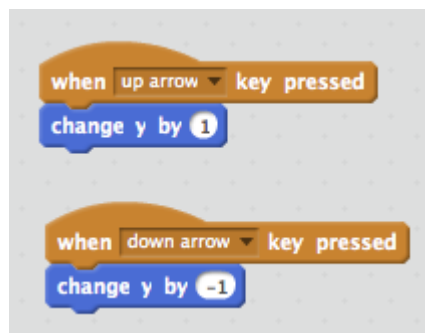 when up arrow key pressed
change y by 1
when down arrow key pressed
change y by -1